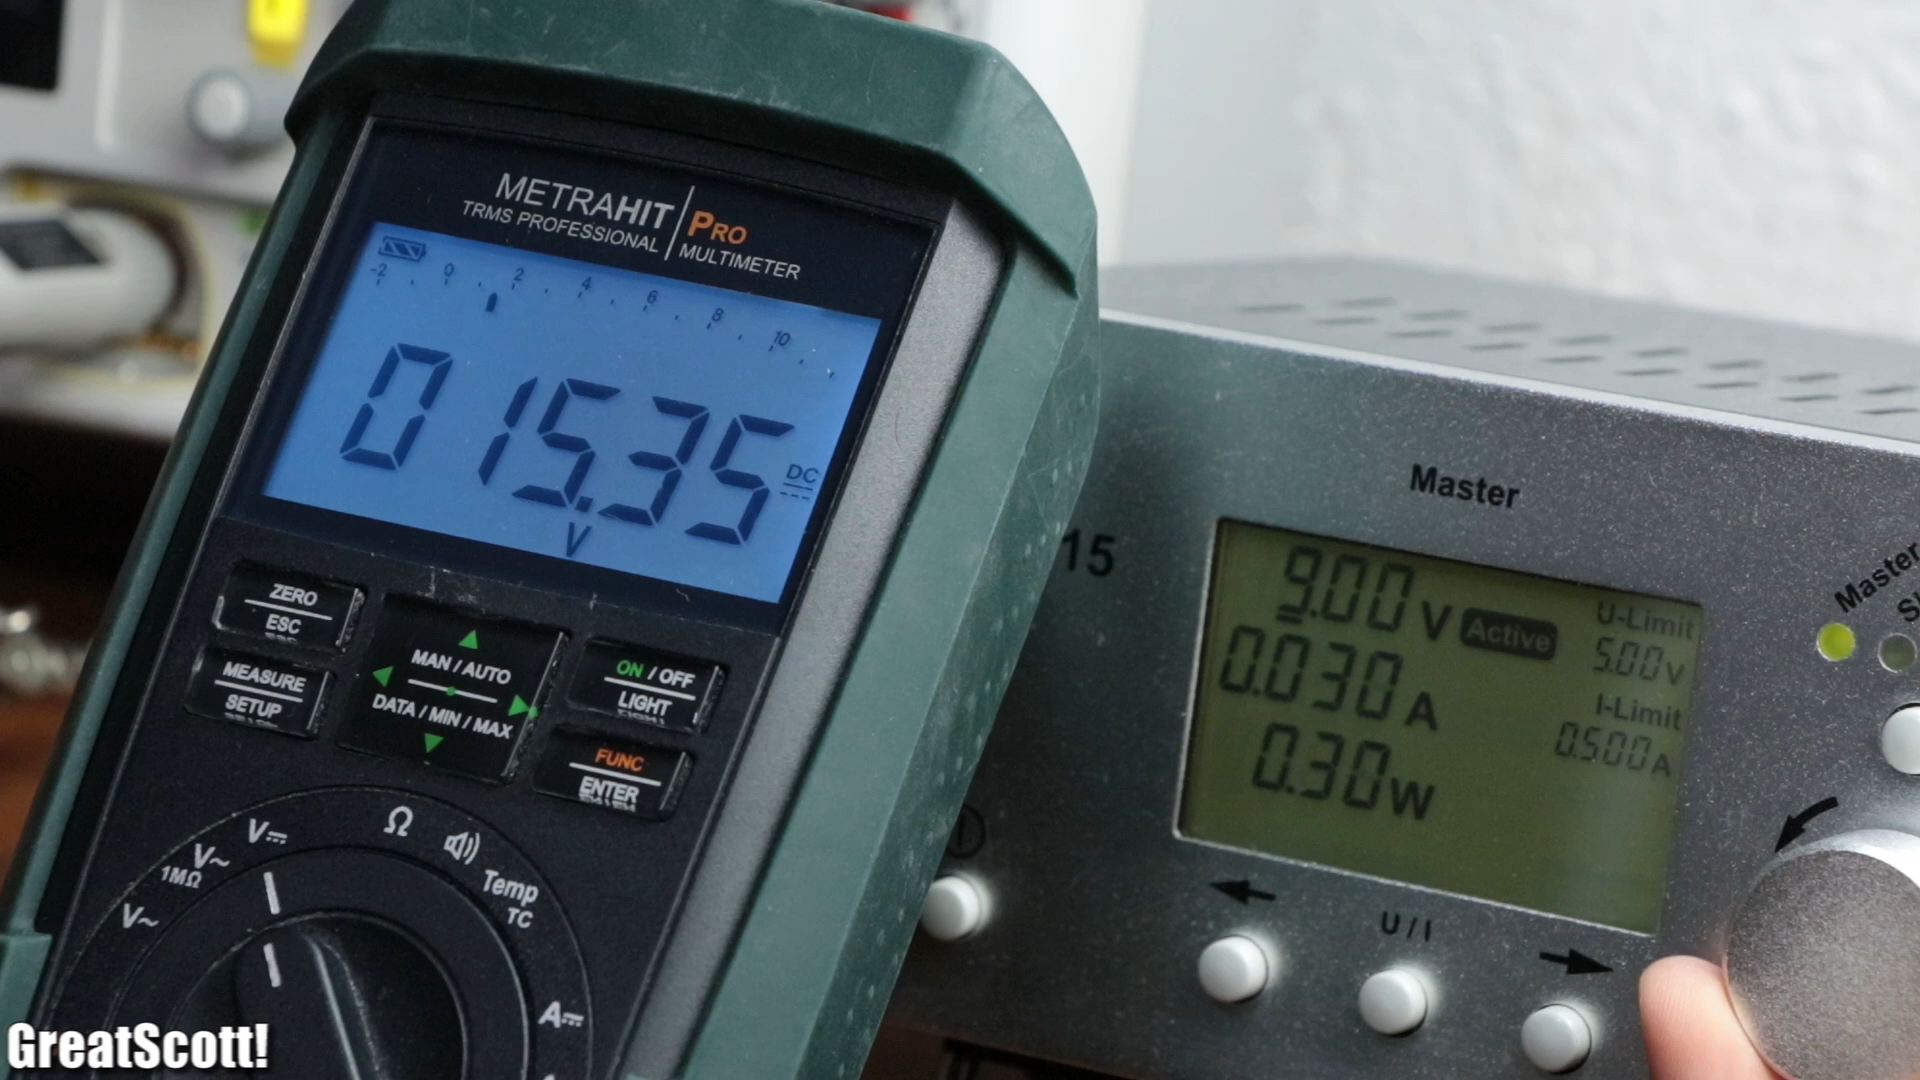 METRAHIT
TRMS PROFESSIONAL
PRO
MULTIMETER
-2 0 2 4 6 8 10
015.35
DC
V
ZERO
ESC
MEASURE
SETUP
MAN / AUTO
DATA / MIN / MAX
ON / OFF
LIGHT
FUNC
ENTER
V~
1MΩ
V~
V
Ω
Temp
TC
A
15
Master
9.00 V Active
0.030 A
0.30 W
U-Limit
5.00 V
I-Limit
0.500 A
Master
U / I
GreatScott!